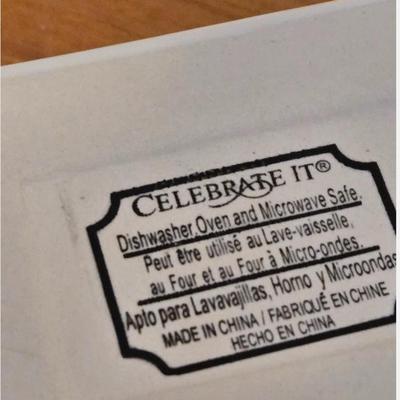 CELEBRATE IT®
Dishwasher, Oven and Microwave Safe.
Peut être utilisé au Lave-vaisselle,
au Four et au Four à Micro-ondes.
Apto para Lavavajillas, Horno y Microondas
MADE IN CHINA / FABRIQUÉ EN CHINE
HECHO EN CHINA